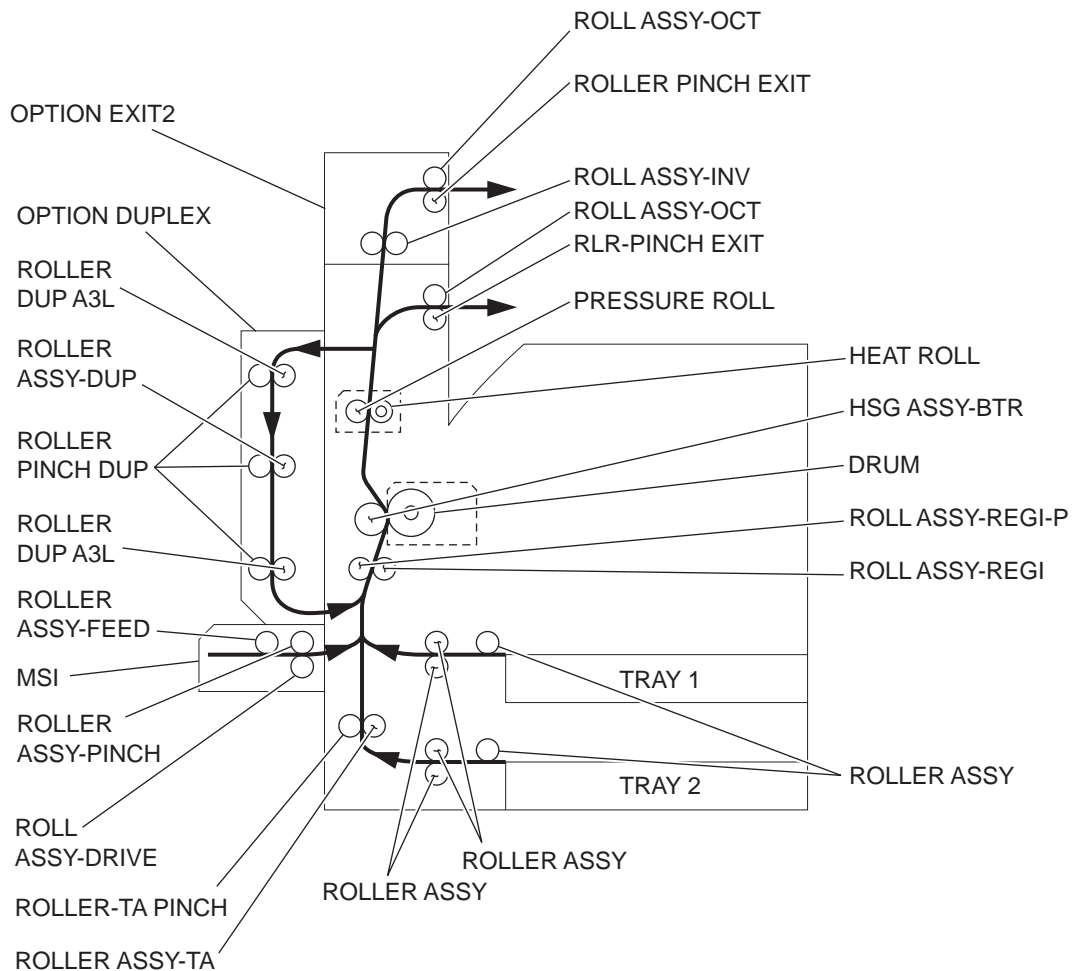 ROLL ASSY-OCT
ROLLER PINCH EXIT
OPTION EXIT2
ROLL ASSY-INV
ROLL ASSY-OCT
OPTION DUPLEX
RLR-PINCH EXIT
ROLLER
DUP A3L
PRESSURE ROLL
ROLLER
ASSY-DUP
HEAT ROLL
HSG ASSY-BTR
ROLLER
PINCH DUP
DRUM
ROLL ASSY-REGI-P
ROLLER
DUP A3L
ROLL ASSY-REGI
ROLLER
ASSY-FEED
MSI
TRAY 1
ROLLER
ASSY-PINCH
ROLLER ASSY
TRAY 2
ROLL
ASSY-DRIVE
ROLLER ASSY
ROLLER ASSY
ROLLER-TA PINCH
ROLLER ASSY-TA